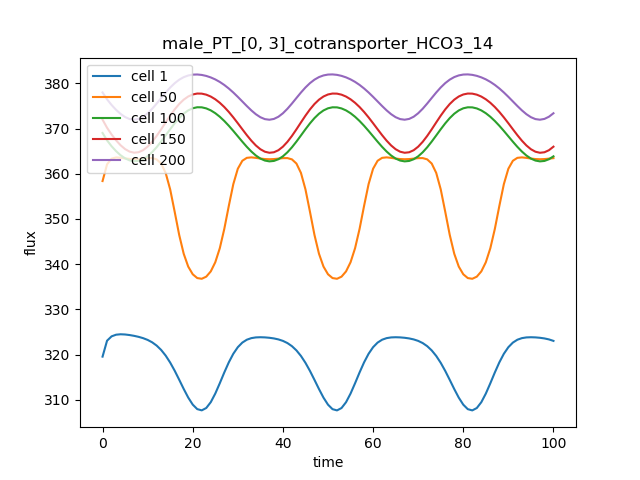 male_PT_[0, 3]_cotransporter_HCO3_14
cell 1
cell 50
cell 100
cell 150
cell 200
380
370
360
350
340
330
320
310
flux
0
20
40
60
80
100
time